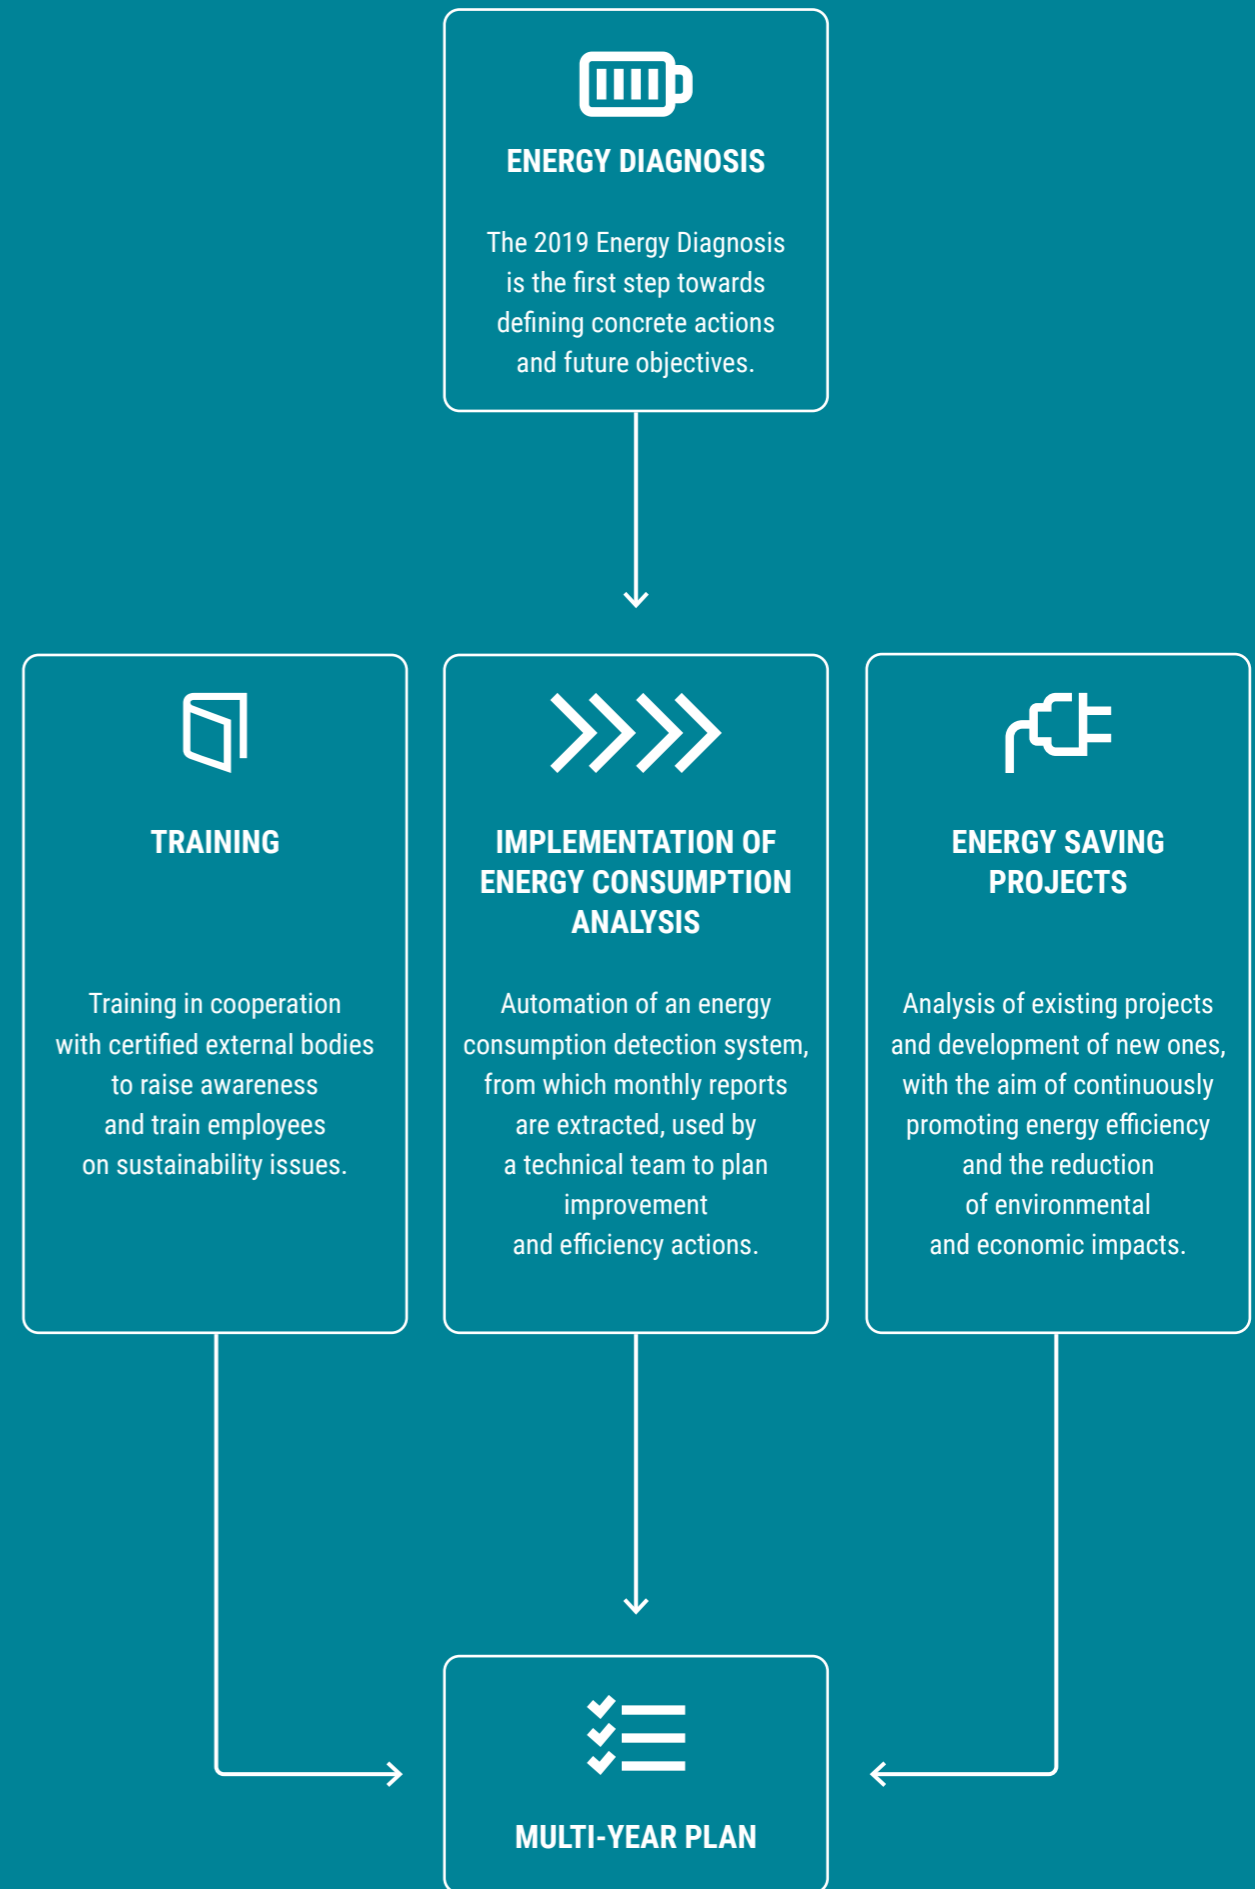 ENERGY DIAGNOSIS
The 2019 Energy Diagnosis
is the first step towards
defining concrete actions
and future objectives.
TRAINING
Training in cooperation
with certified external bodies
to raise awareness
and train employees
on sustainability issues.
IMPLEMENTATION OF
ENERGY CONSUMPTION
ANALYSIS
Automation of an energy
consumption detection system,
from which monthly reports
are extracted, used by
a technical team to plan
improvement
and efficiency actions.
ENERGY SAVING
PROJECTS
Analysis of existing projects
and development of new ones,
with the aim of continuously
promoting energy efficiency
and the reduction
of environmental
and economic impacts.
MULTI-YEAR PLAN